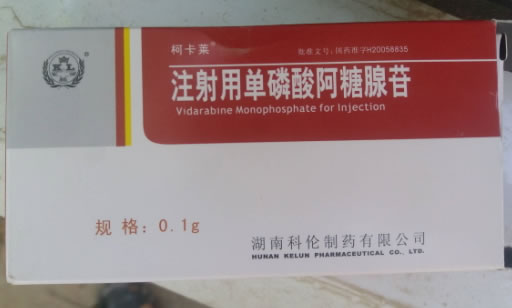 柯卡莱®
批准文号:国药准字H20058835
注射用单磷酸阿糖腺苷
Vidarabine Monophosphate for Injection
规格:0.1g
湖南科伦制药有限公司
HUNAN KELUN PHARMACEUTICAL CO., LTD.